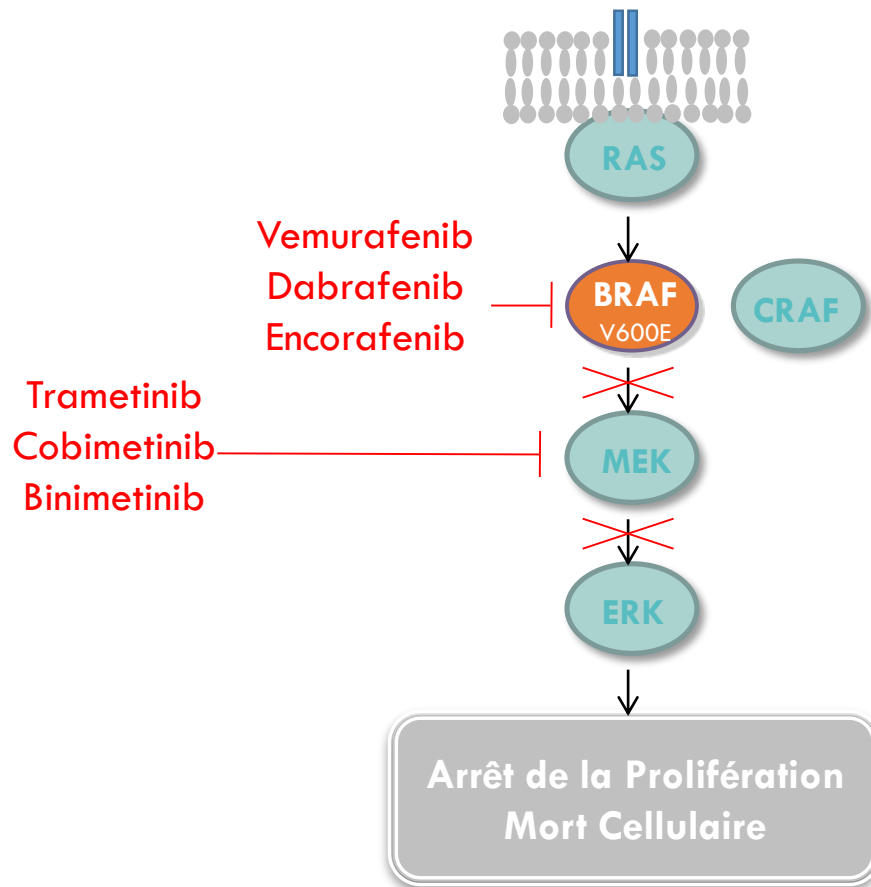 RAS
Vemurafenib
Dabrafenib
Encorafenib
BRAF
V600E
CRAF
Trametinib
Cobimetinib
Binimetinib
MEK
ERK
Arrêt de la Prolifération
Mort Cellulaire